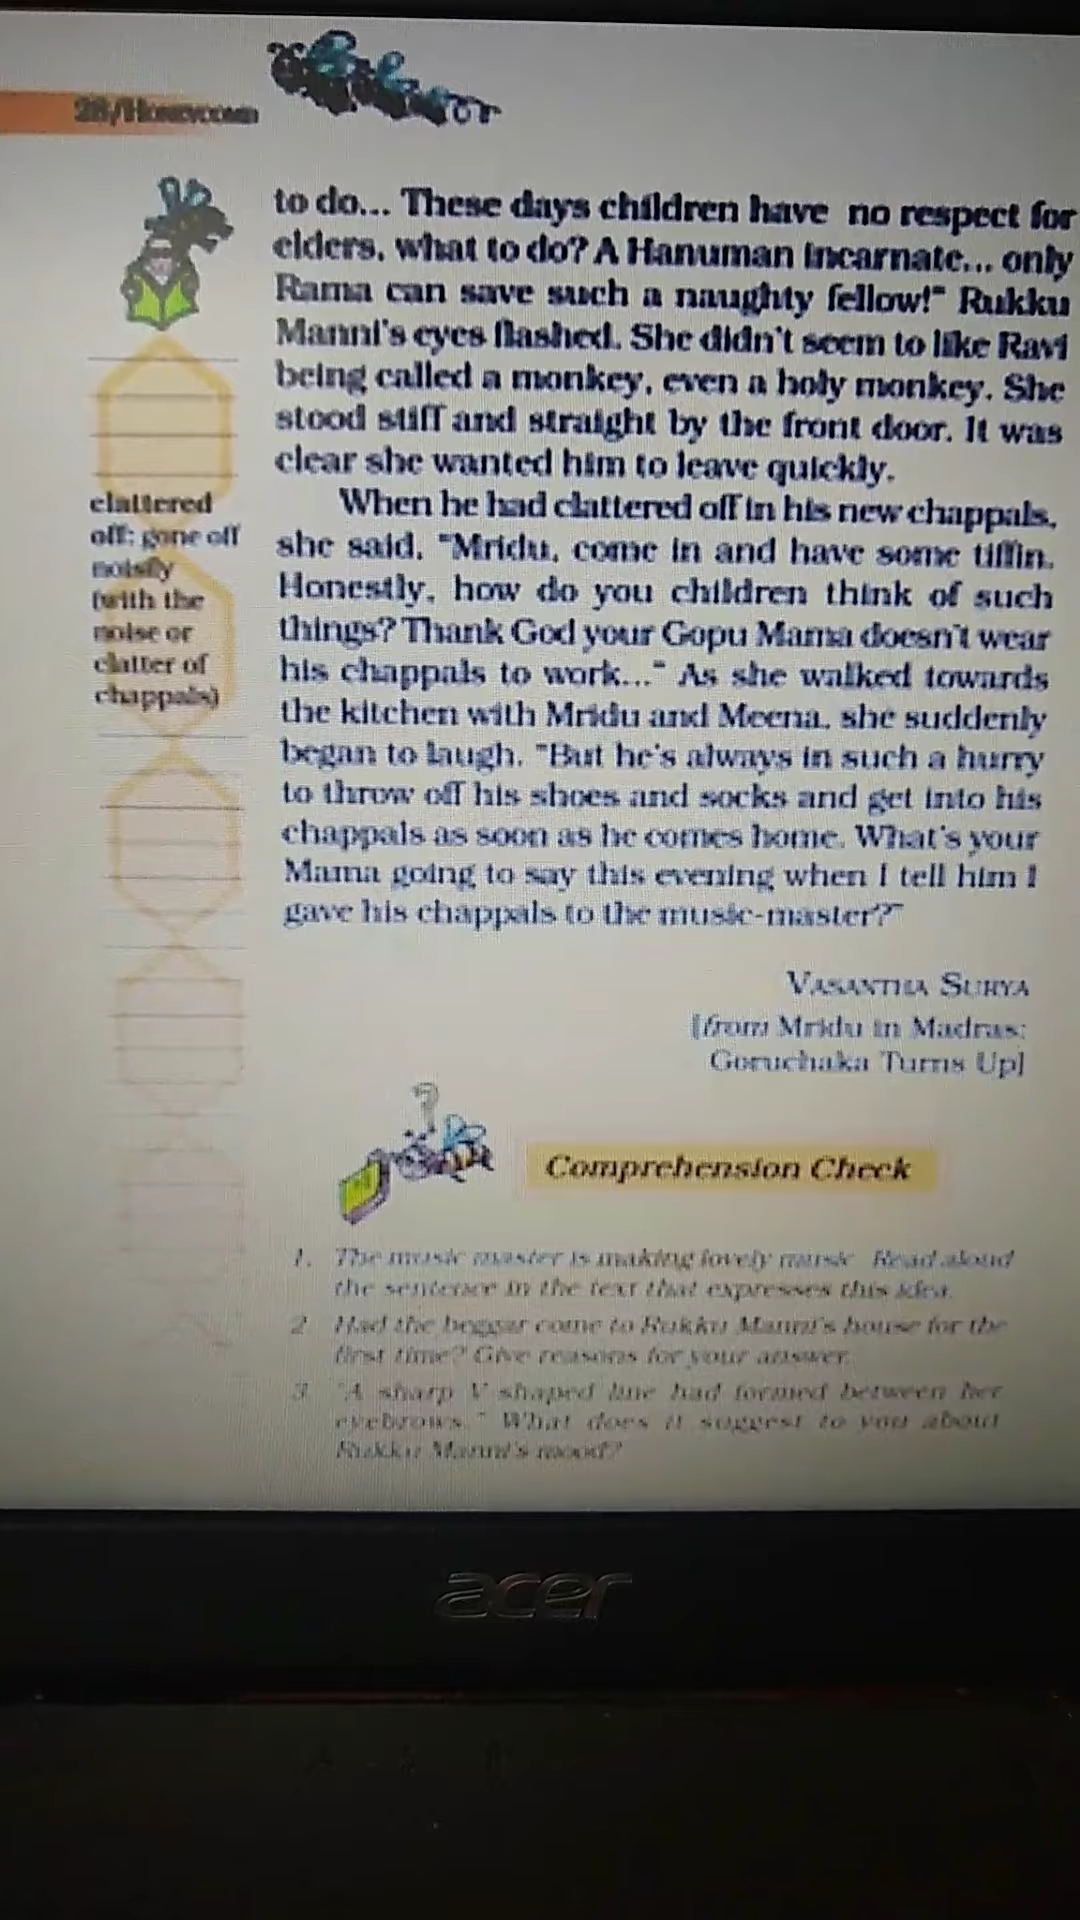 28/Honeycomb
to do... These days children have no respect for
elders, what to do? A Hanuman incarnate... only
Rama can save such a naughty fellow!" Rukku
Manni's eyes flashed. She didn't seem to like Ravi
being called a monkey, even a holy monkey. She
stood stiff and straight by the front door. It was
clear she wanted him to leave quickly.
When he had clattered off in his new chappals,
she said, "Mridu, come in and have some tiffin.
Honestly, how do you children think of such
things? Thank God your Gopu Mama doesn't wear
his chappals to work..." As she walked towards
the kitchen with Mridu and Meena, she suddenly
began to laugh. "But he's always in such a hurry
to throw off his shoes and socks and get into his
chappals as soon as he comes home. What's your
Mama going to say this evening when I tell him I
gave his chappals to the music-master?"
clattered
off: gone off
noisily
(with the
noise or
clatter of
chappals)
VASANTHA SURYA
[from Mridu in Madras:
Goruchaka Turns Up]
?
Comprehension Check
1. The music master is making lovely music. Read aloud
the sentence in the text that expresses this idea.
2. Had the beggar come to Rukku Manni's house for the
first time? Give reasons for your answer.
3. "A sharp V-shaped line had formed between her
eyebrows." What does it suggest to you about
Rukku Manni's mood?
acer